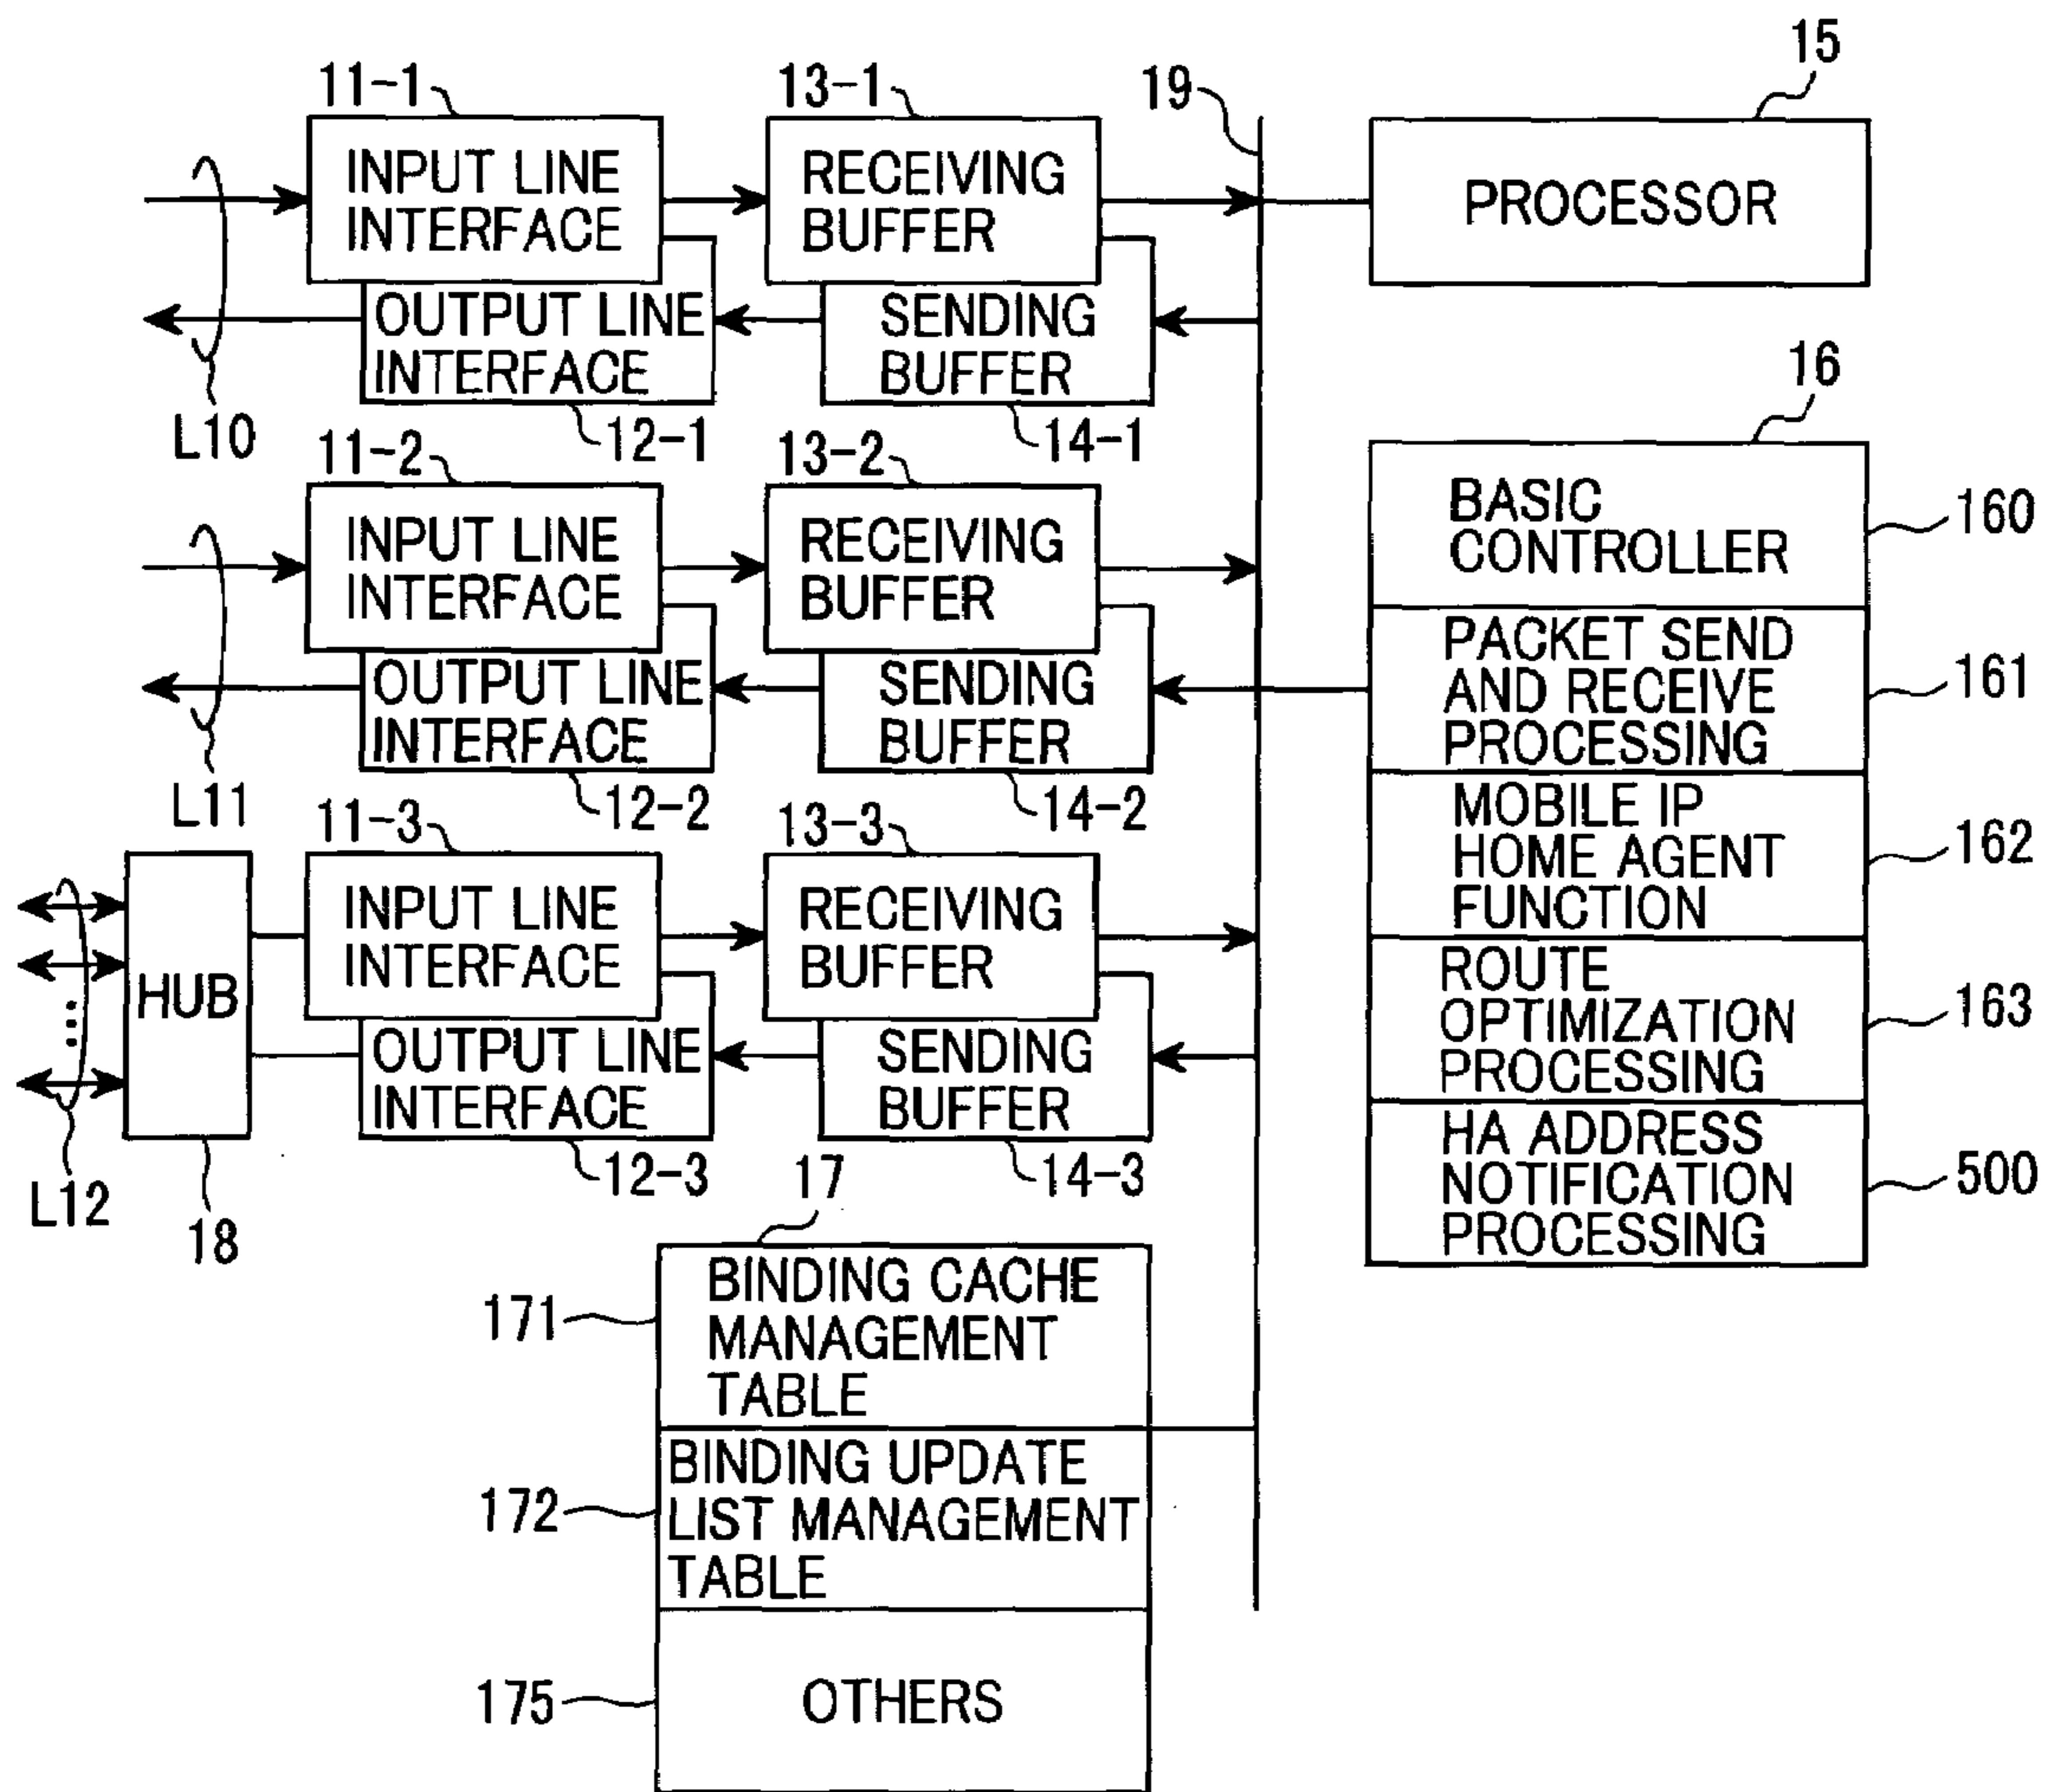 15
11-1
13-1
19
INPUT LINE
INTERFACE
RECEIVING
BUFFER
PROCESSOR
OUTPUT LINE
INTERFACE
SENDING
BUFFER
L10
12-1
14-1
16
11-2
13-2
INPUT LINE
INTERFACE
RECEIVING
BUFFER
BASIC
CONTROLLER
160
OUTPUT LINE
INTERFACE
SENDING
BUFFER
PACKET SEND
AND RECEIVE
PROCESSING
161
L11
12-2
14-2
11-3
13-3
MOBILE IP
HOME AGENT
FUNCTION
162
HUB
INPUT LINE
INTERFACE
RECEIVING
BUFFER
OUTPUT LINE
INTERFACE
SENDING
BUFFER
ROUTE
OPTIMIZATION
PROCESSING
163
L12
18
12-3
14-3
HA ADDRESS
NOTIFICATION
PROCESSING
500
17
171
BINDING CACHE
MANAGEMENT
TABLE
172
BINDING UPDATE
LIST MANAGEMENT
TABLE
175
OTHERS